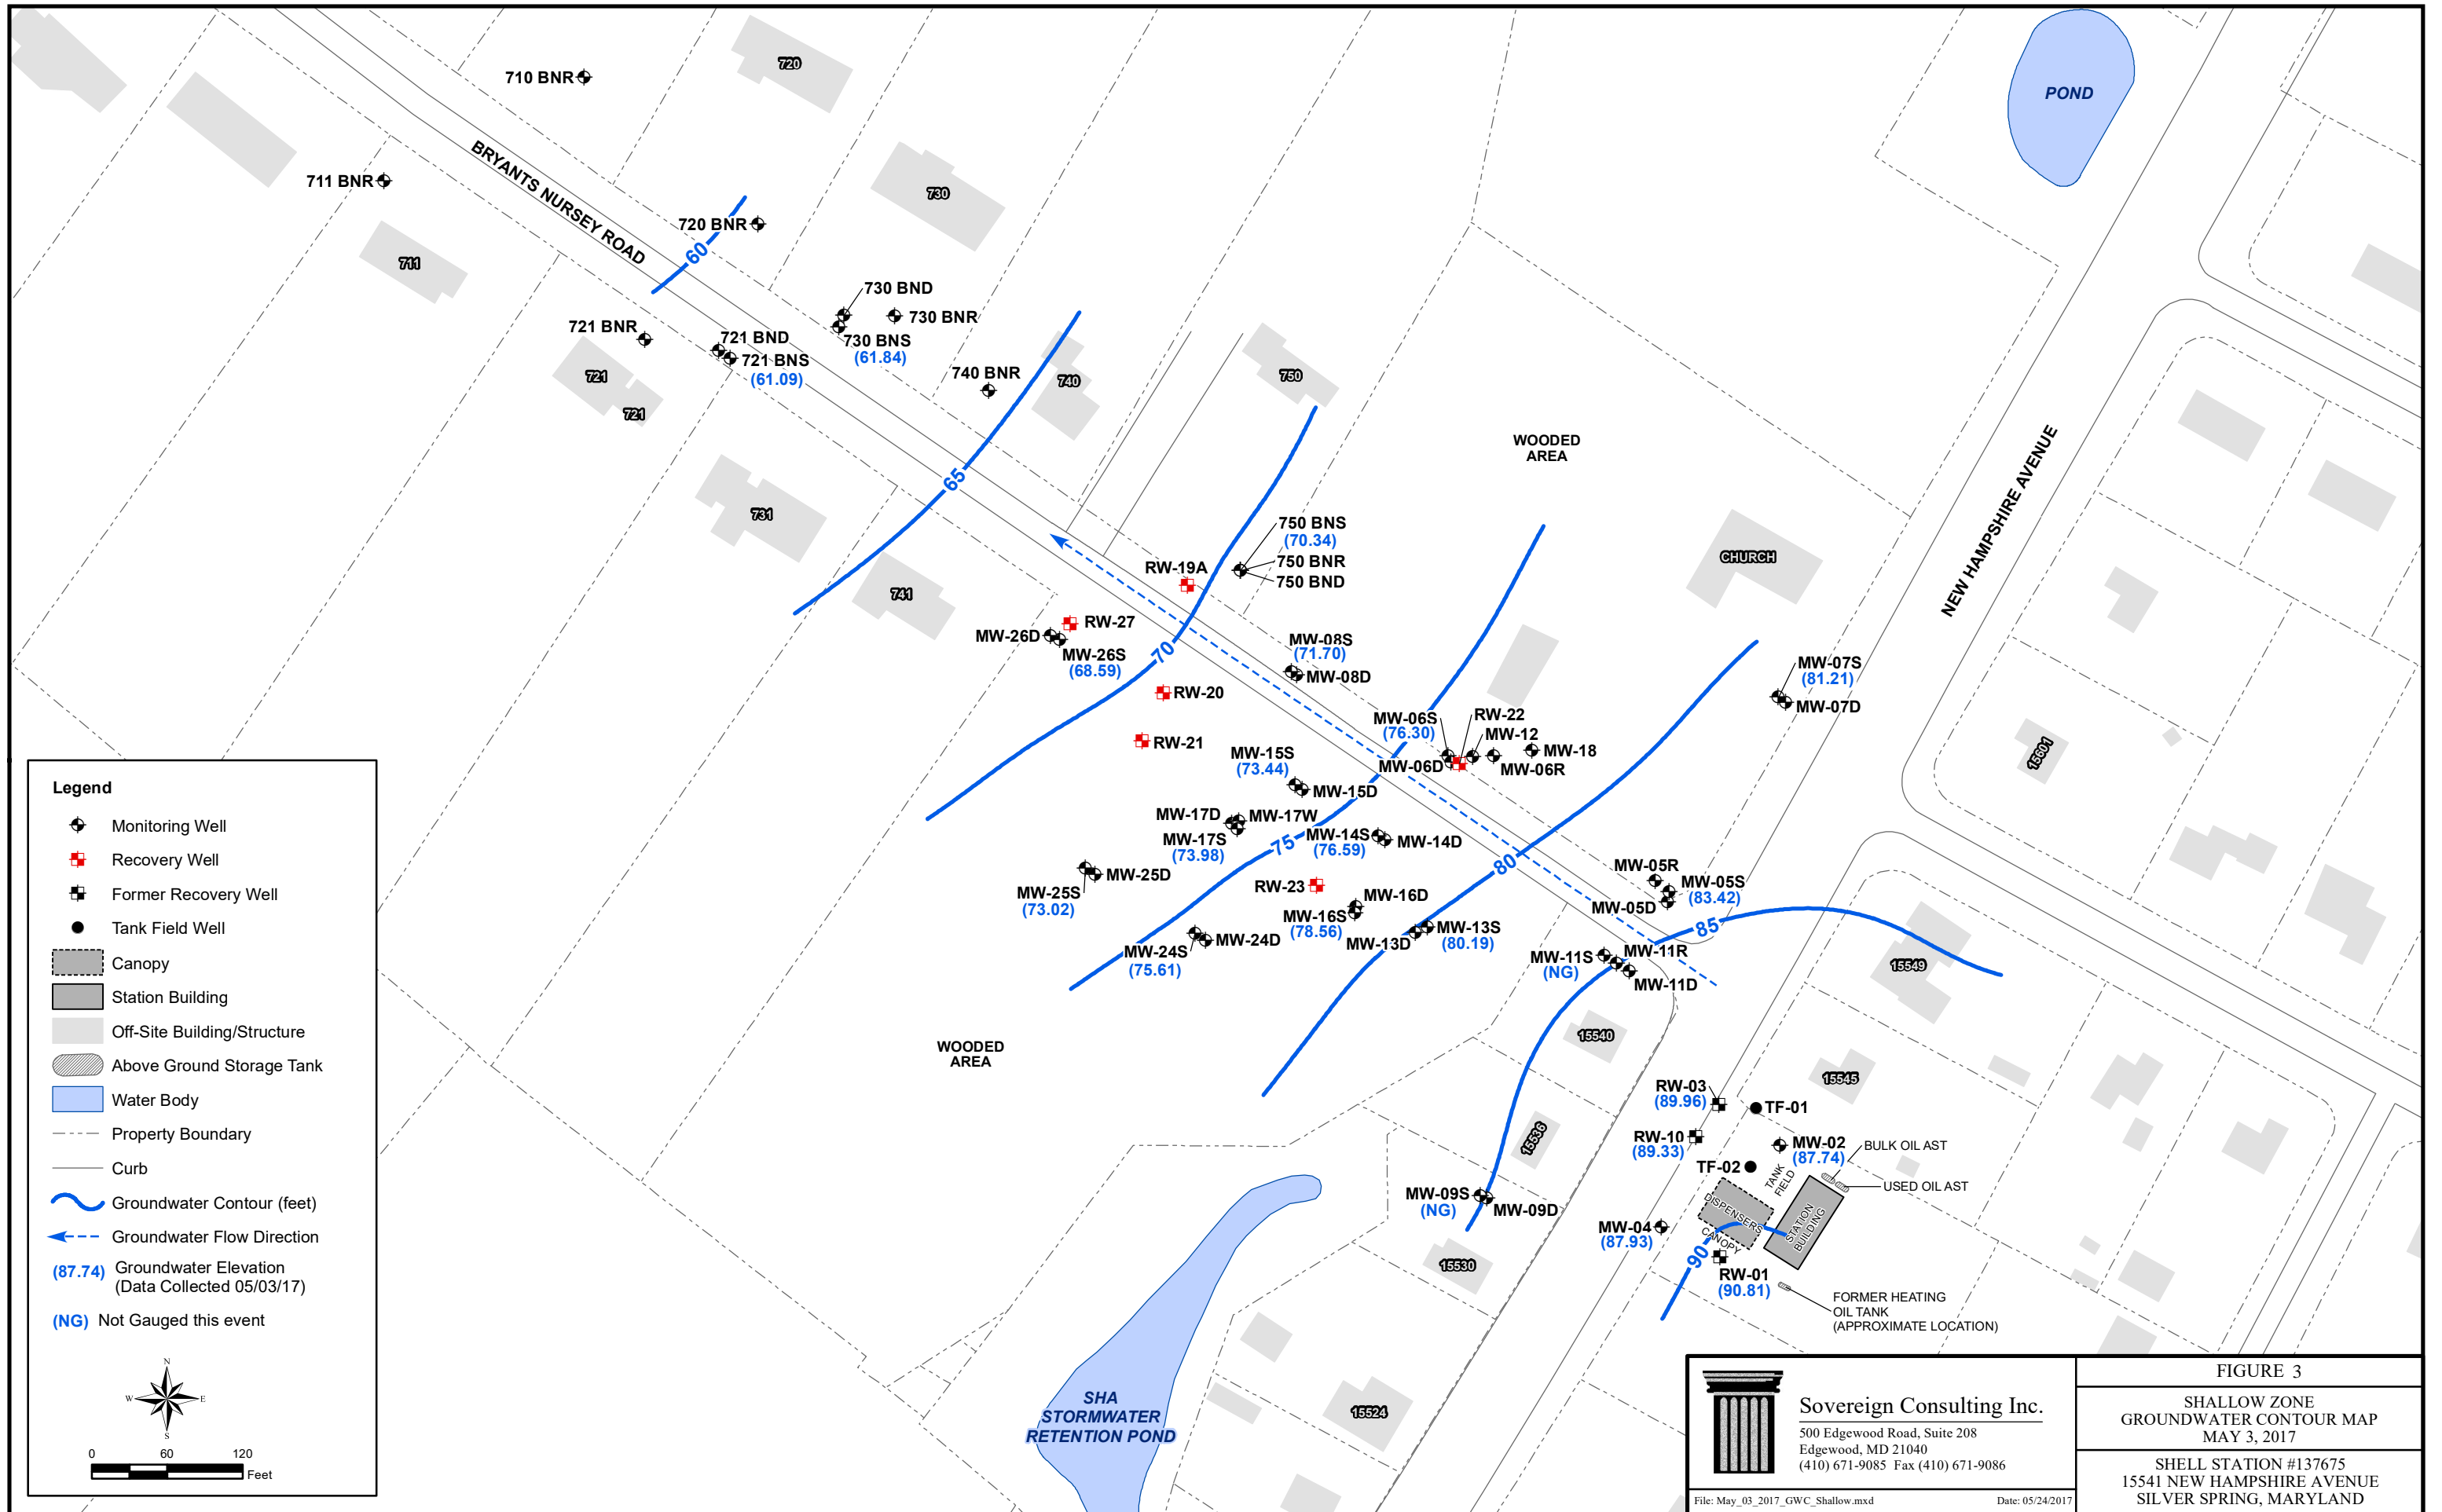 710 BNR
720
POND
711 BNR
BRYANTS NURSEY ROAD
730
720 BNR
60
711
730 BND
730 BNR
730 BNS
(61.84)
721 BNR
721 BND
721 BNS
(61.09)
721
721
740 BNR
740
750
WOODED
AREA
NEW HAMPSHIRE AVENUE
65
731
750 BNS
(70.34)
750 BNR
750 BND
CHURCH
RW-19A
741
RW-27
MW-26D
MW-26S
(68.59)
70
MW-08S
(71.70)
MW-08D
MW-07S
(81.21)
MW-07D
RW-20
RW-21
MW-06S
(76.30)
RW-22
MW-12
MW-18
MW-06R
MW-06D
15601
MW-15S
(73.44)
MW-15D
MW-17D
MW-17W
MW-17S
(73.98)
75
MW-14S
(76.59)
MW-14D
80
MW-25D
MW-25S
(73.02)
RW-23
MW-16D
MW-16S
(78.56)
MW-13D
MW-13S
(80.19)
MW-05R
MW-05S
(83.42)
MW-05D
85
MW-24D
MW-24S
(75.61)
MW-11S
(NG)
MW-11R
MW-11D
15549
15540
WOODED
AREA
15545
RW-03
(89.96)
TF-01
RW-10
(89.33)
MW-02
(87.74)
BULK OIL AST
TF-02
TANK
FIELD
USED OIL AST
15536
MW-09S
(NG)
MW-09D
DISPENSERS
CANOPY
STATION
BUILDING
MW-04
(87.93)
90
RW-01
(90.81)
15530
FORMER HEATING
OIL TANK
(APPROXIMATE LOCATION)
15524
SHA
STORMWATER
RETENTION POND
Legend
Monitoring Well
Recovery Well
Former Recovery Well
Tank Field Well
Canopy
Station Building
Off-Site Building/Structure
Above Ground Storage Tank
Water Body
Property Boundary
Curb
Groundwater Contour (feet)
Groundwater Flow Direction
(87.74) Groundwater Elevation
(Data Collected 05/03/17)
(NG) Not Gauged this event
N
W E
S
0 60 120
Feet
Sovereign Consulting Inc.
500 Edgewood Road, Suite 208
Edgewood, MD 21040
(410) 671-9085 Fax (410) 671-9086
File: May_03_2017_GWC_Shallow.mxd Date: 05/24/2017
FIGURE 3
SHALLOW ZONE
GROUNDWATER CONTOUR MAP
MAY 3, 2017
SHELL STATION #137675
15541 NEW HAMPSHIRE AVENUE
SILVER SPRING, MARYLAND